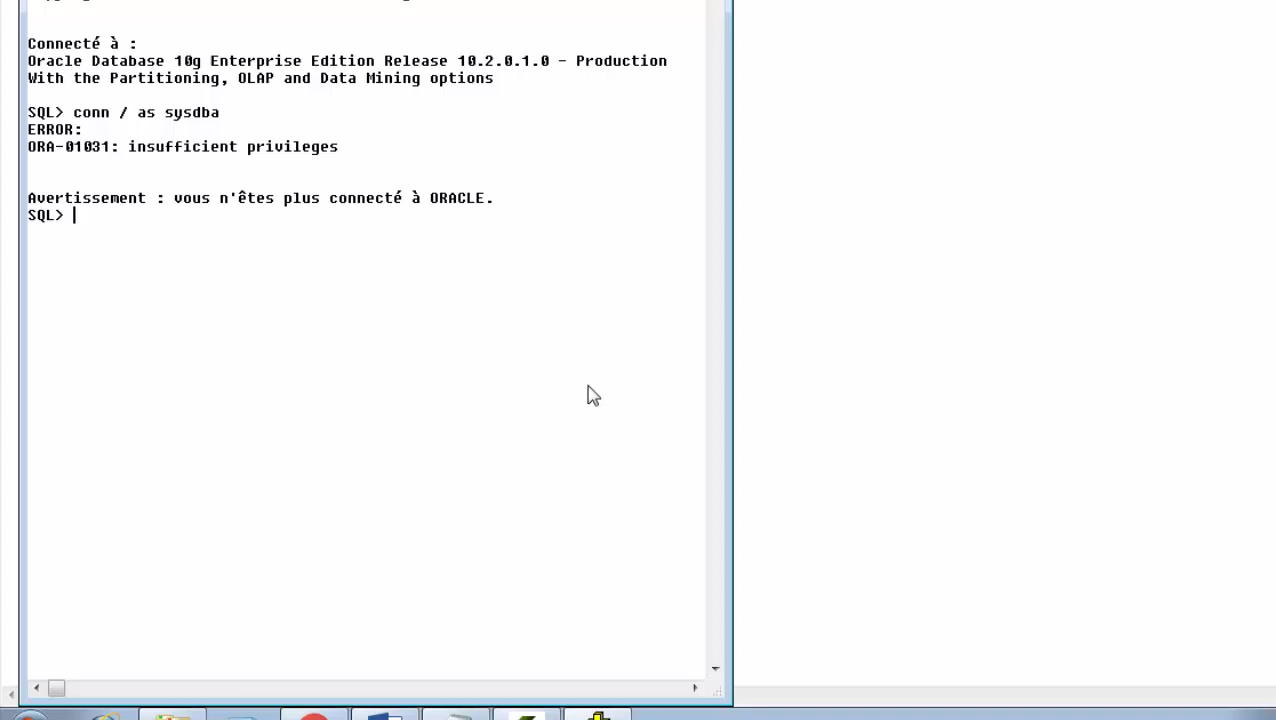 Connecté à :
Oracle Database 10g Enterprise Edition Release 10.2.0.1.0 - Production
With the Partitioning, OLAP and Data Mining options
SQL> conn / as sysdba
ERROR:
ORA-01031: insufficient privileges
Avertissement : vous n'êtes plus connecté à ORACLE.
SQL>